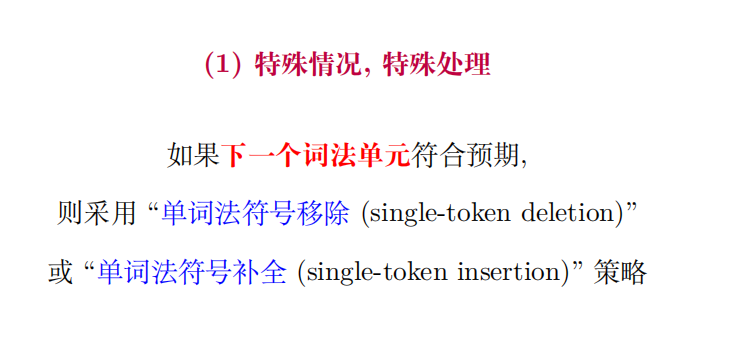 (1) 特殊情况, 特殊处理
如果下一个词法单元符合预期,
则采用 “单词法符号移除 (single-token deletion)”
或 “单词法符号补全 (single-token insertion)” 策略